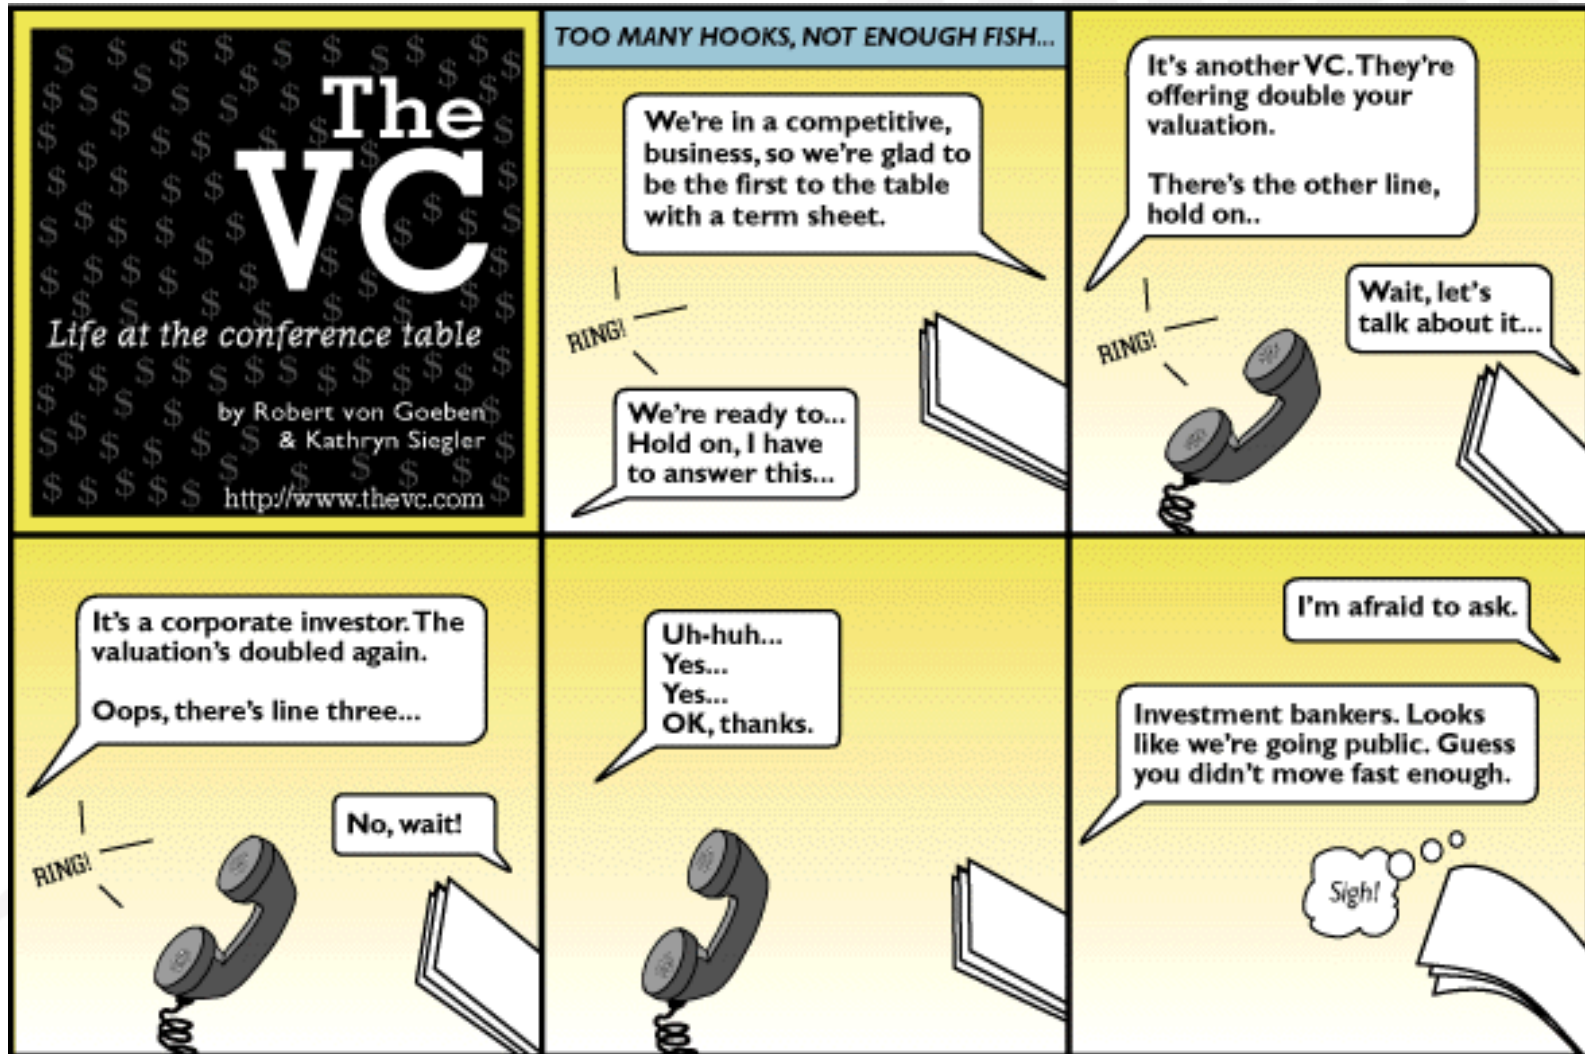 The
VC
Life at the conference table
by Robert von Goeben
& Kathryn Siegler
http://www.thevc.com
TOO MANY HOOKS, NOT ENOUGH FISH...
We're in a competitive,
business, so we're glad to
be the first to the table
with a term sheet.
RING!
We're ready to...
Hold on, I have
to answer this...
It's another VC. They're
offering double your
valuation.
There's the other line,
hold on..
Wait, let's
talk about it...
RING!
It's a corporate investor. The
valuation's doubled again.
Oops, there's line three...
No, wait!
RING!
Uh-huh...
Yes...
Yes...
OK, thanks.
I'm afraid to ask.
Investment bankers. Looks
like we're going public. Guess
you didn't move fast enough.
Sigh!